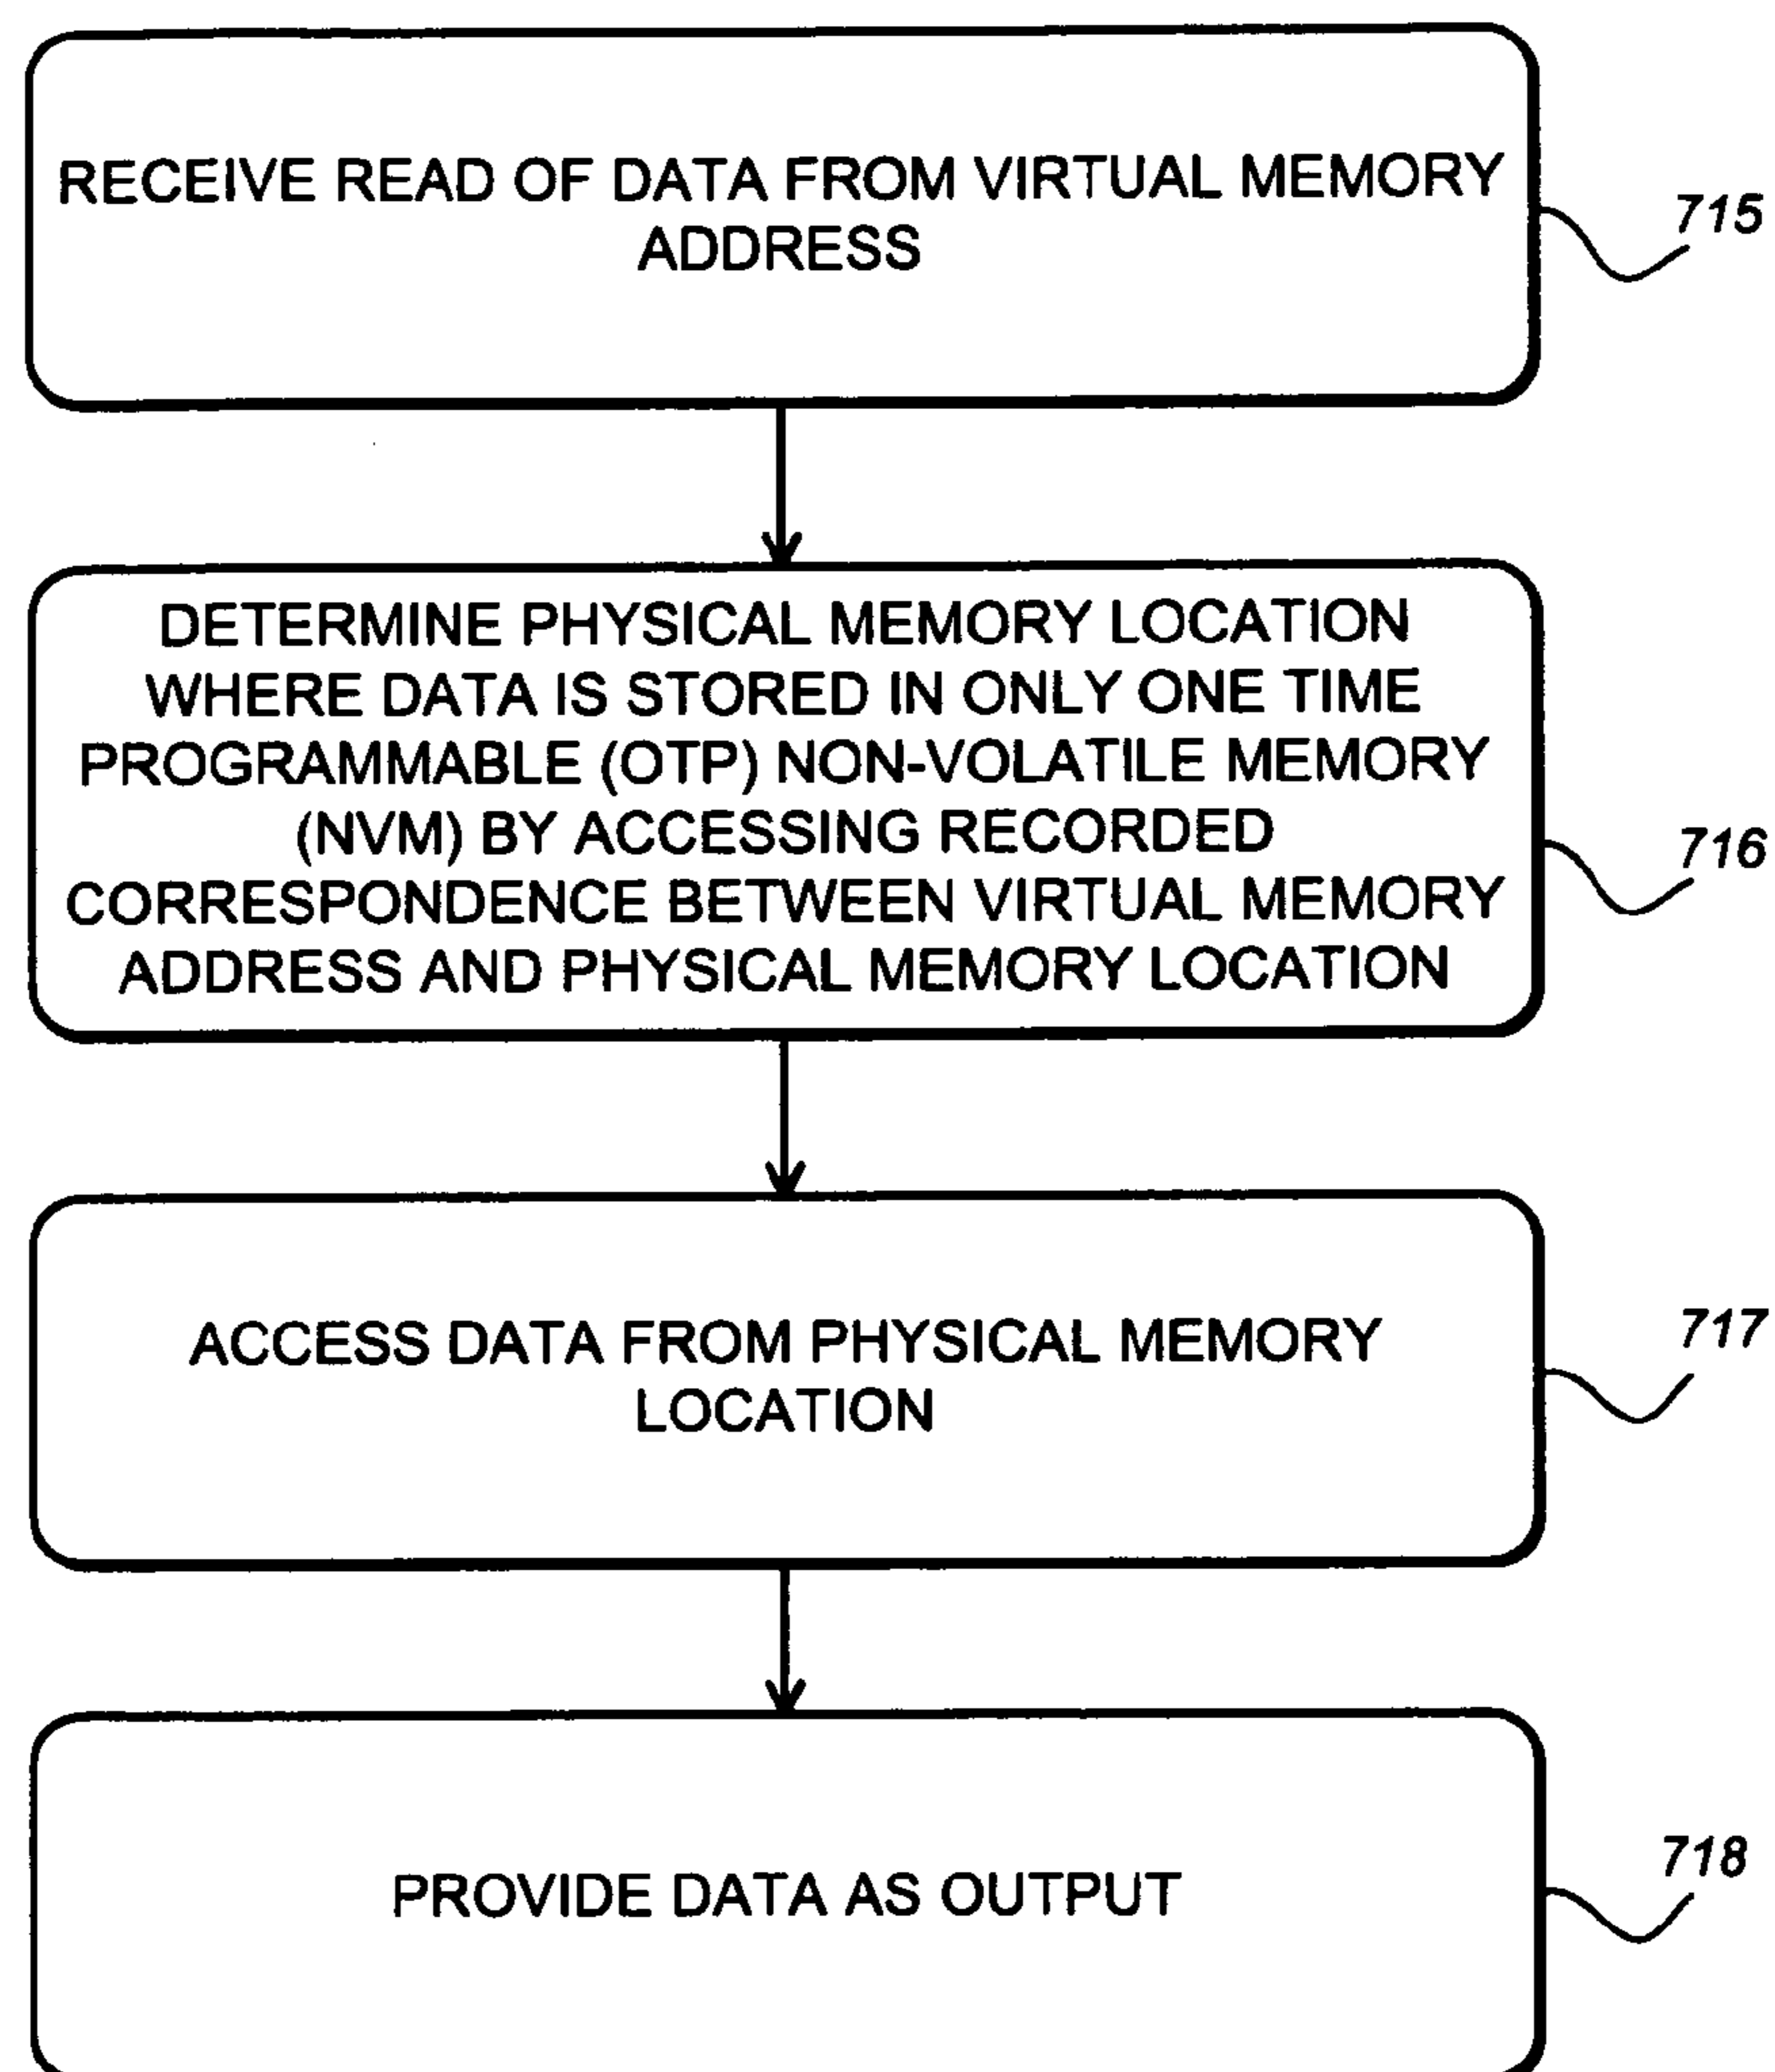 RECEIVE READ OF DATA FROM VIRTUAL MEMORY
ADDRESS
715
DETERMINE PHYSICAL MEMORY LOCATION
WHERE DATA IS STORED IN ONLY ONE TIME
PROGRAMMABLE (OTP) NON-VOLATILE MEMORY
(NVM) BY ACCESSING RECORDED
CORRESPONDENCE BETWEEN VIRTUAL MEMORY
ADDRESS AND PHYSICAL MEMORY LOCATION
716
ACCESS DATA FROM PHYSICAL MEMORY
LOCATION
717
PROVIDE DATA AS OUTPUT
718